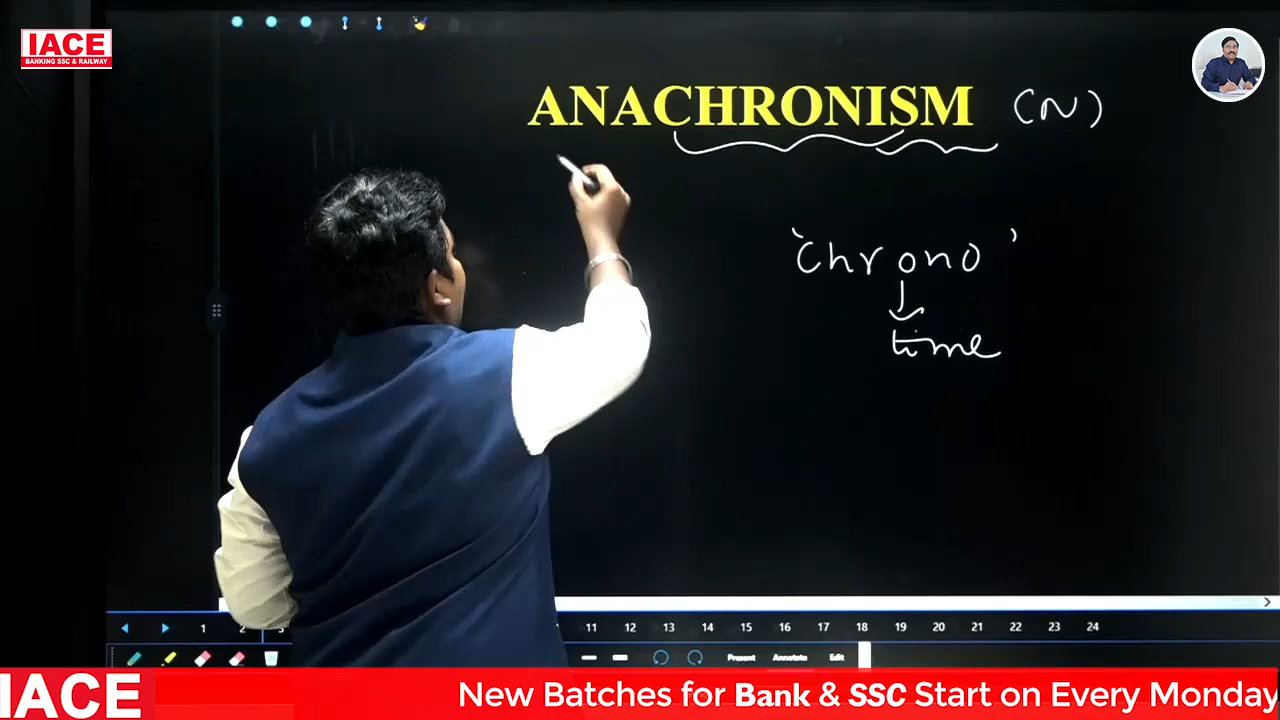 IACE
BANKING SSC & RAILWAY
ANACHRONISM (N)
'Chrono'
time
1 2 11 12 13 14 15 16 17 18 19 20 21 22 23 24
Present Annotate Edit
IACE New Batches for Bank & SSC Start on Every Monday